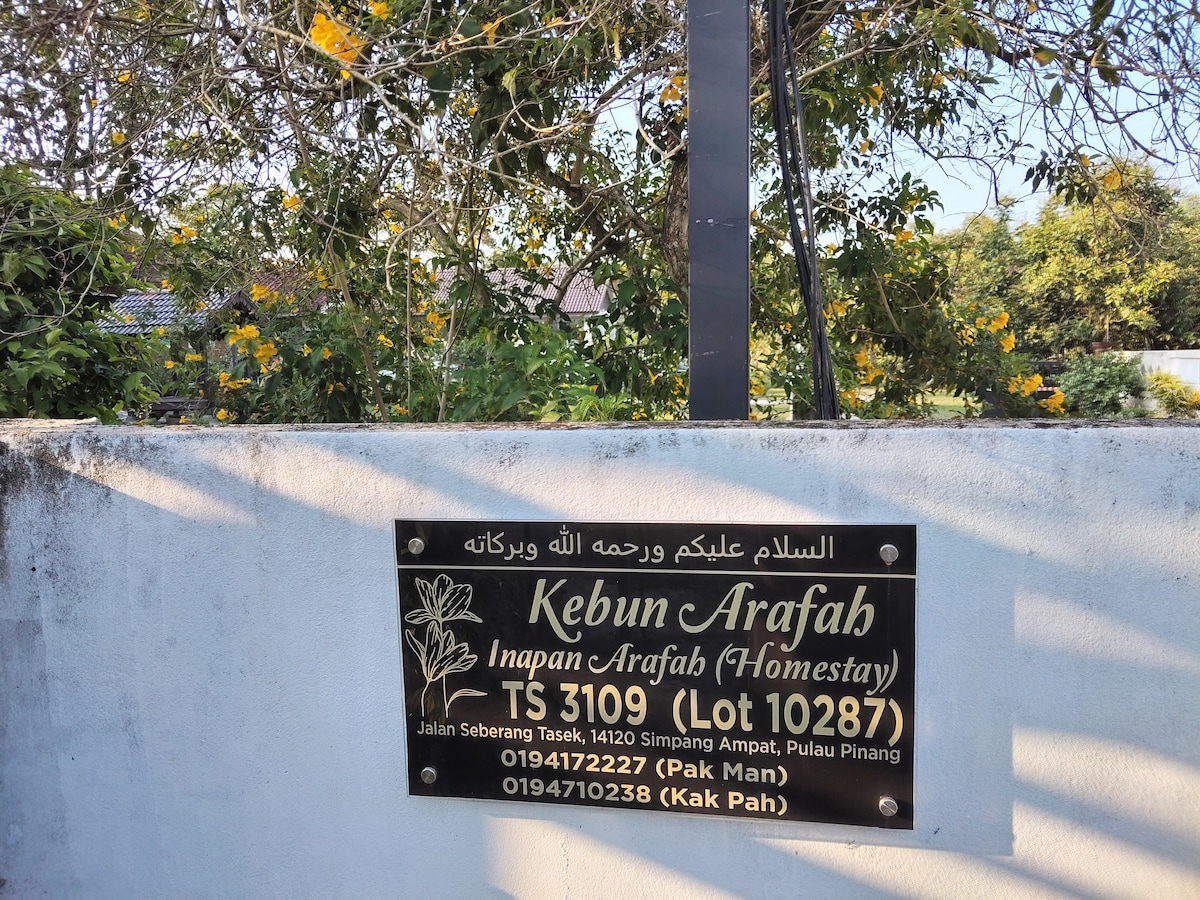 السلام عليكم ورحمه الله وبركاته
Kebun Arafah
Inapan Arafah (Homestay)
TS 3109 (Lot 10287)
Jalan Seberang Tasek, 14120 Simpang Ampat, Pulau Pinang
0194172227 (Pak Man)
0194710238 (Kak Pah)